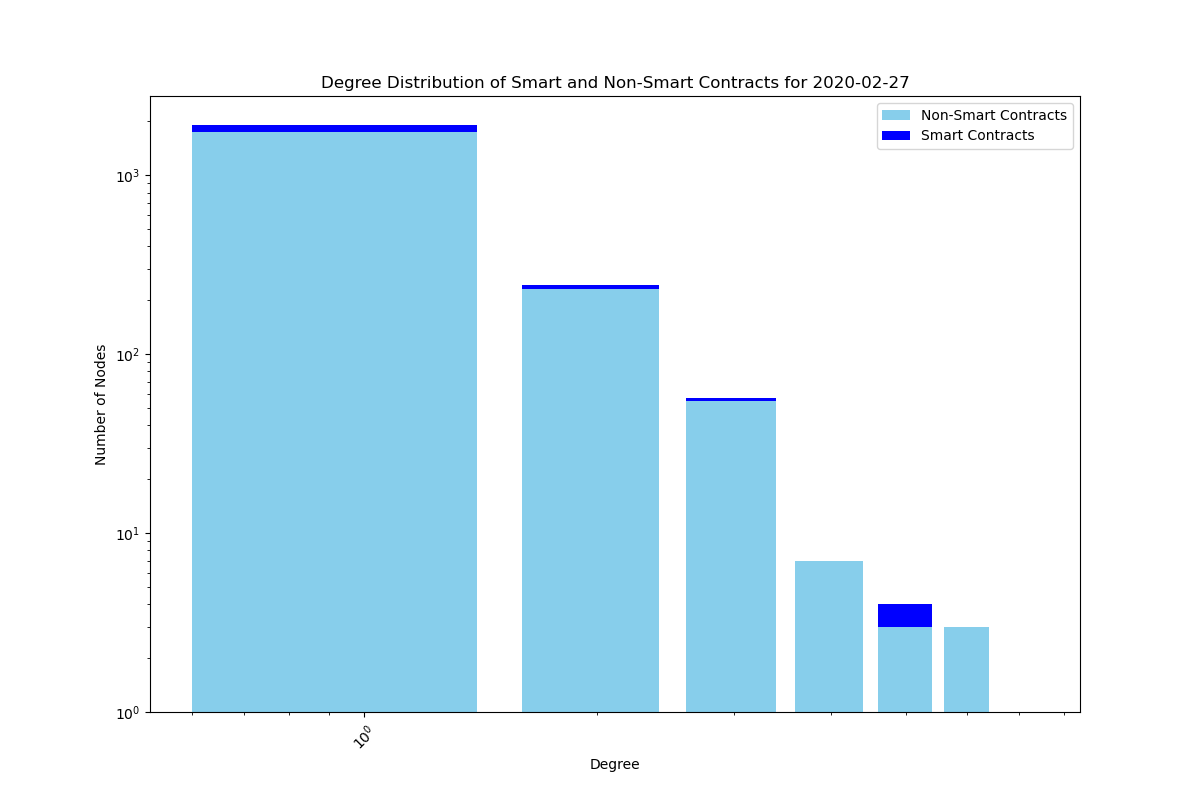 Degree Distribution of Smart and Non-Smart Contracts for 2020-02-27
Non-Smart Contracts
Smart Contracts
Number of Nodes
10³
10²
10¹
10⁰
10⁰
Degree